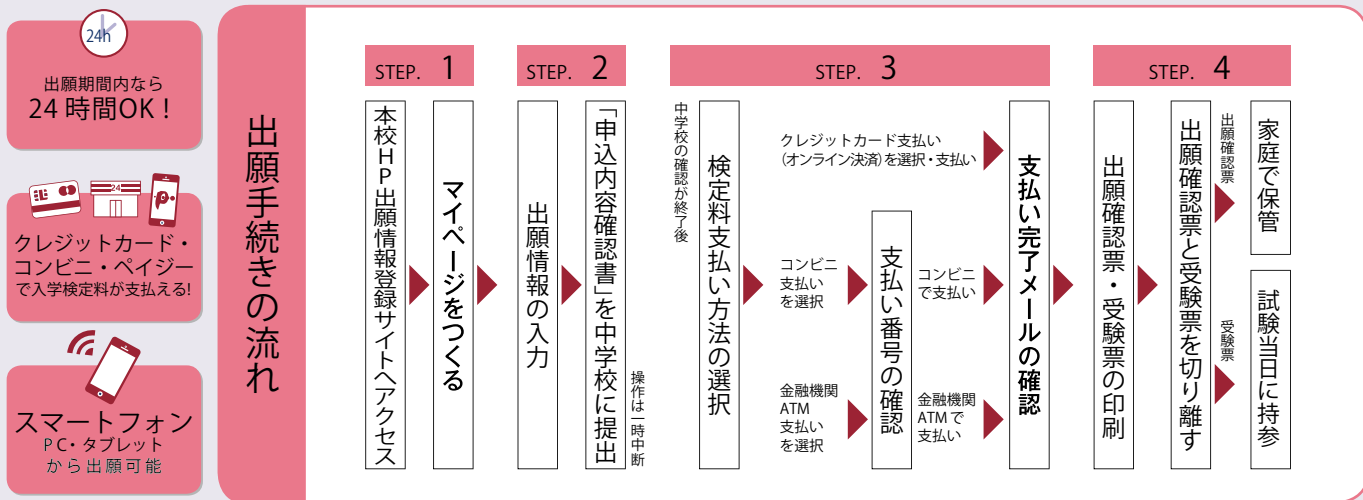 24h
出願期間内なら
24時間OK！
24
クレジットカード・
コンビニ・ペイジー
で入学検定料が支払える!
スマートフォン
PC・タブレット
から出願可能
出願手続きの流れ
STEP. 1
本校HP出願情報登録サイトへアクセス
マイページをつくる
STEP. 2
出願情報の入力
「申込内容確認書」を中学校に提出
操作は一時中断
STEP. 3
中学校の確認が終了後
検定料支払い方法の選択
クレジットカード支払い
(オンライン決済)を選択・支払い
コンビニ
支払い
を選択
金融機関
ATM
支払い
を選択
支払い番号の確認
コンビニ
で支払い
金融機関
ATMで
支払い
支払い完了メールの確認
STEP. 4
出願確認票・受験票の印刷
出願確認票と受験票を切り離す
出願確認票
家庭で保管
受験票
試験当日に持参